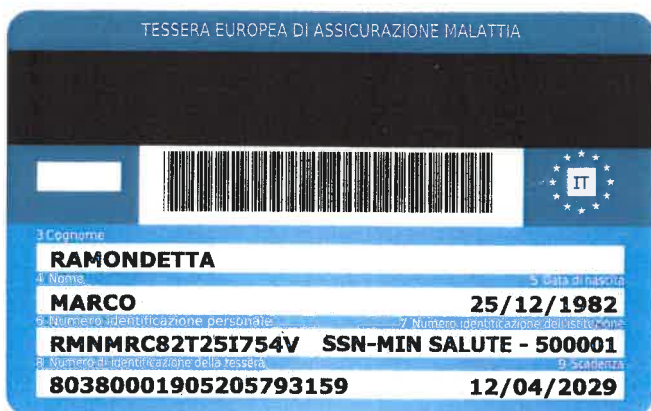 TESSERA EUROPEA DI ASSICURAZIONE MALATTIA
IT
3 Cognome
RAMONDETTA
4 Nome 5 Data di nascita
MARCO 25/12/1982
6 Numero identificazione personale 7 Numero identificazione dell'istituzione
RMNMRC82T25I754V SSN-MIN SALUTE - 500001
8 Numero di identificazione della tessera 9 Scadenza
80380001905205793159 12/04/2029